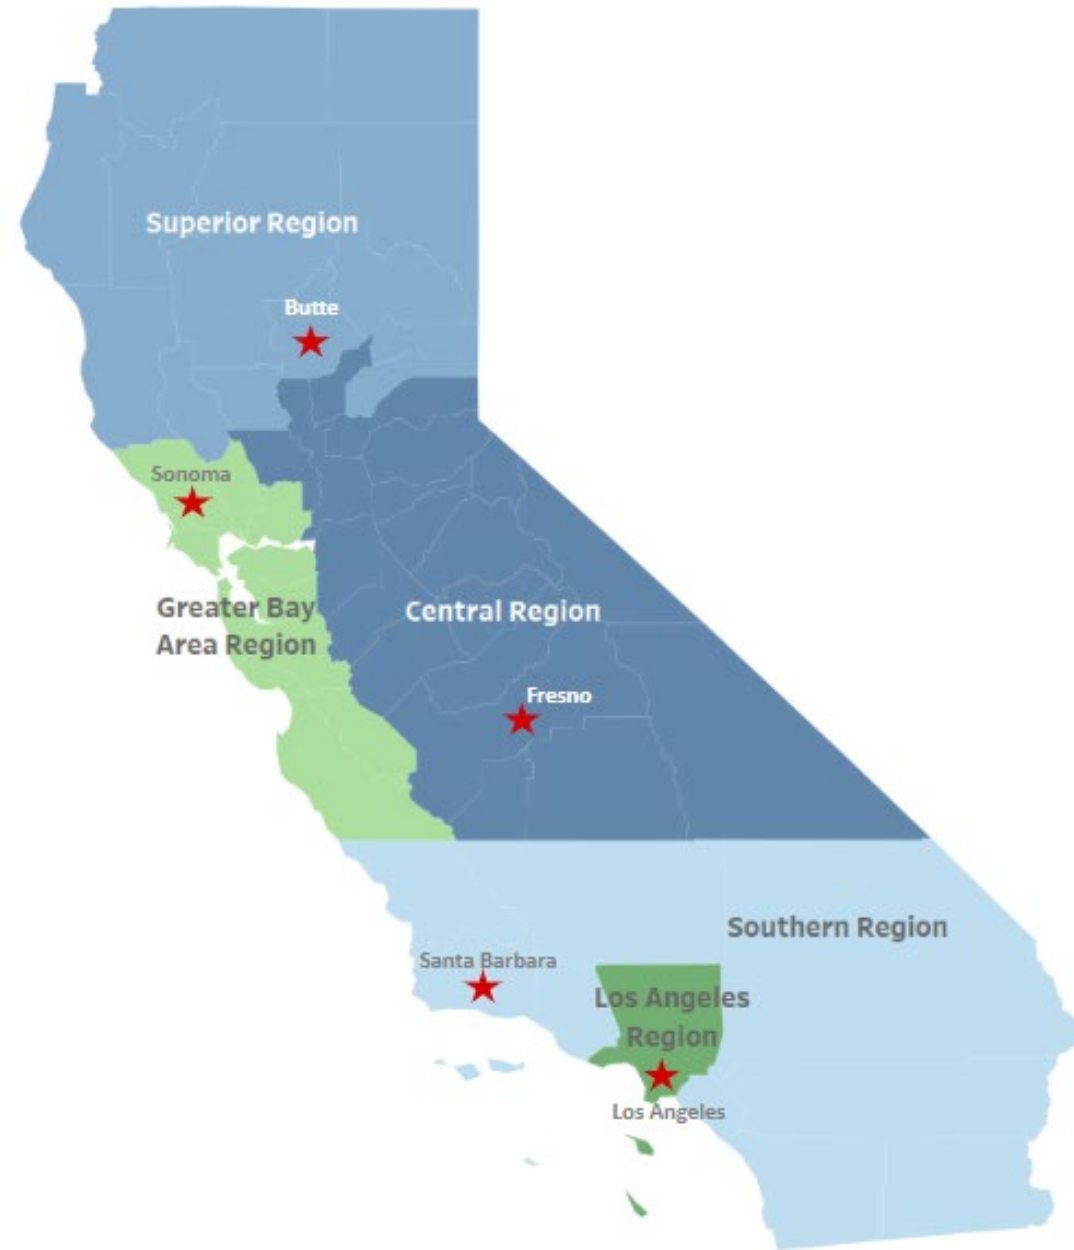 Superior Region
Butte
Sonoma
Greater Bay
Area Region
Central Region
Fresno
Southern Region
Santa Barbara
Los Angeles
Region
Los Angeles